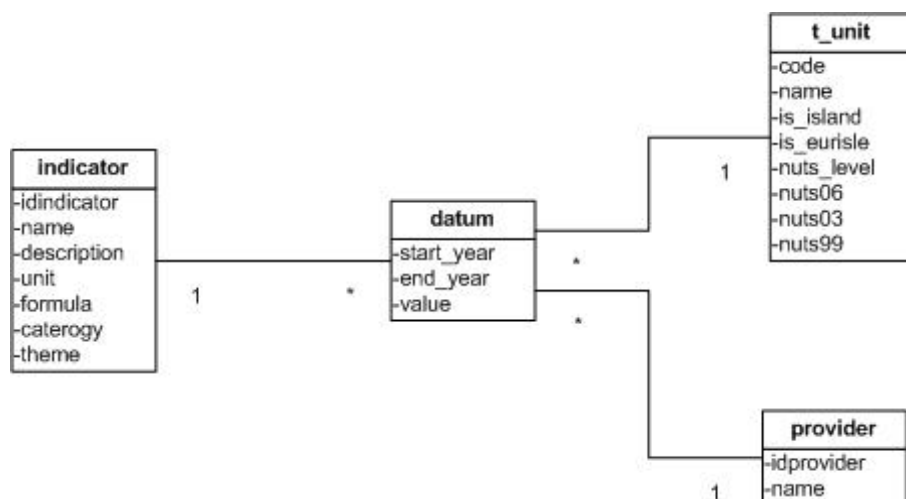 t_unit
-code
-name
-is_island
-is_eurisle
-nuts_level
-nuts06
-nuts03
-nuts99
indicator
-idindicator
-name
-description
-unit
-formula
-caterogy
-theme
datum
-start_year
-end_year
-value
1
*
*
1
*
1
provider
-idprovider
-name